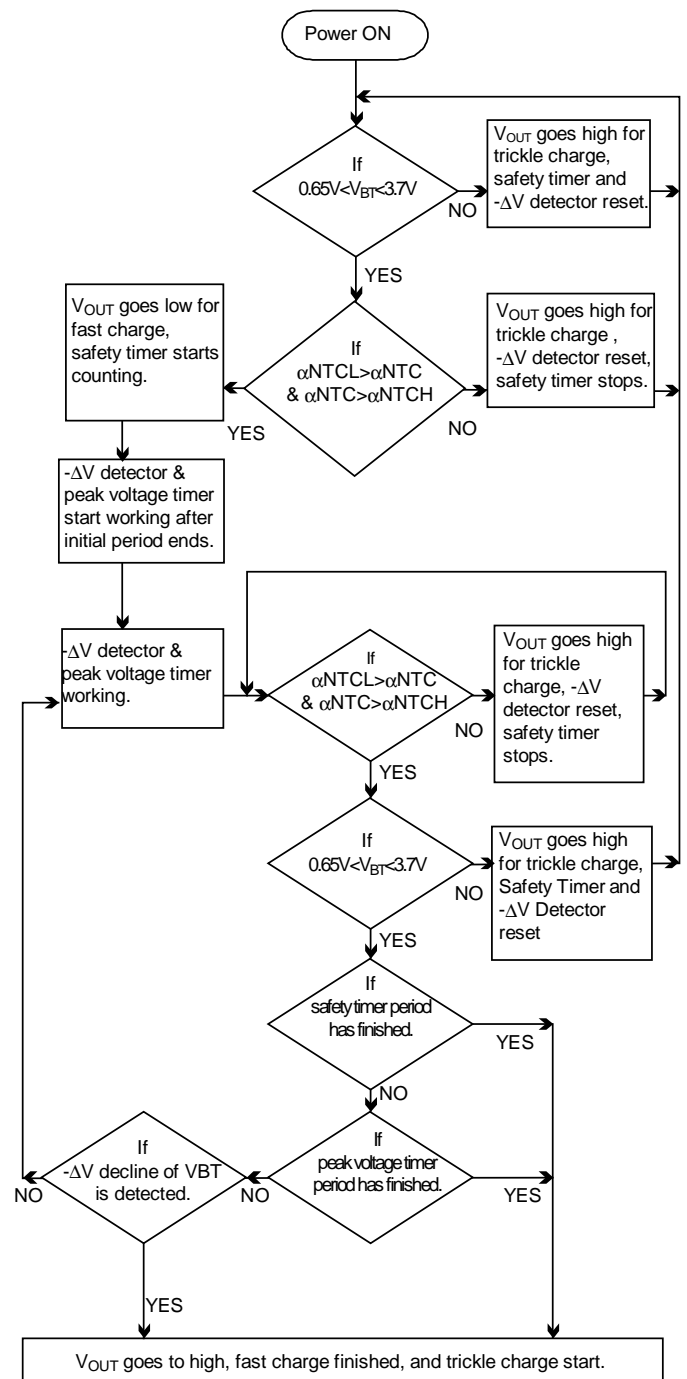 Power ON
If
0.65V<VBT<3.7V
NO
YES
VOUT goes high for
trickle charge,
safety timer and
-ΔV detector reset.
VOUT goes low for
fast charge,
safety timer starts
counting.
If
αNTCL>αNTC
& αNTC>αNTCH
YES
NO
VOUT goes high for
trickle charge ,
-ΔV detector reset,
safety timer stops.
-ΔV detector &
peak voltage timer
start working after
initial period ends.
-ΔV detector &
peak voltage timer
working.
If
αNTCL>αNTC
& αNTC>αNTCH
NO
YES
VOUT goes high
for trickle
charge, -ΔV
detector reset,
safety timer
stops.
If
0.65V<VBT<3.7V
NO
YES
VOUT goes high
for trickle charge,
Safety Timer and
-ΔV Detector
reset
If
safety timer period
has finished.
YES
NO
If
peak voltage timer
period has finished.
YES
NO
If
-ΔV decline of VBT
is detected.
NO
YES
VOUT goes to high, fast charge finished, and trickle charge start.